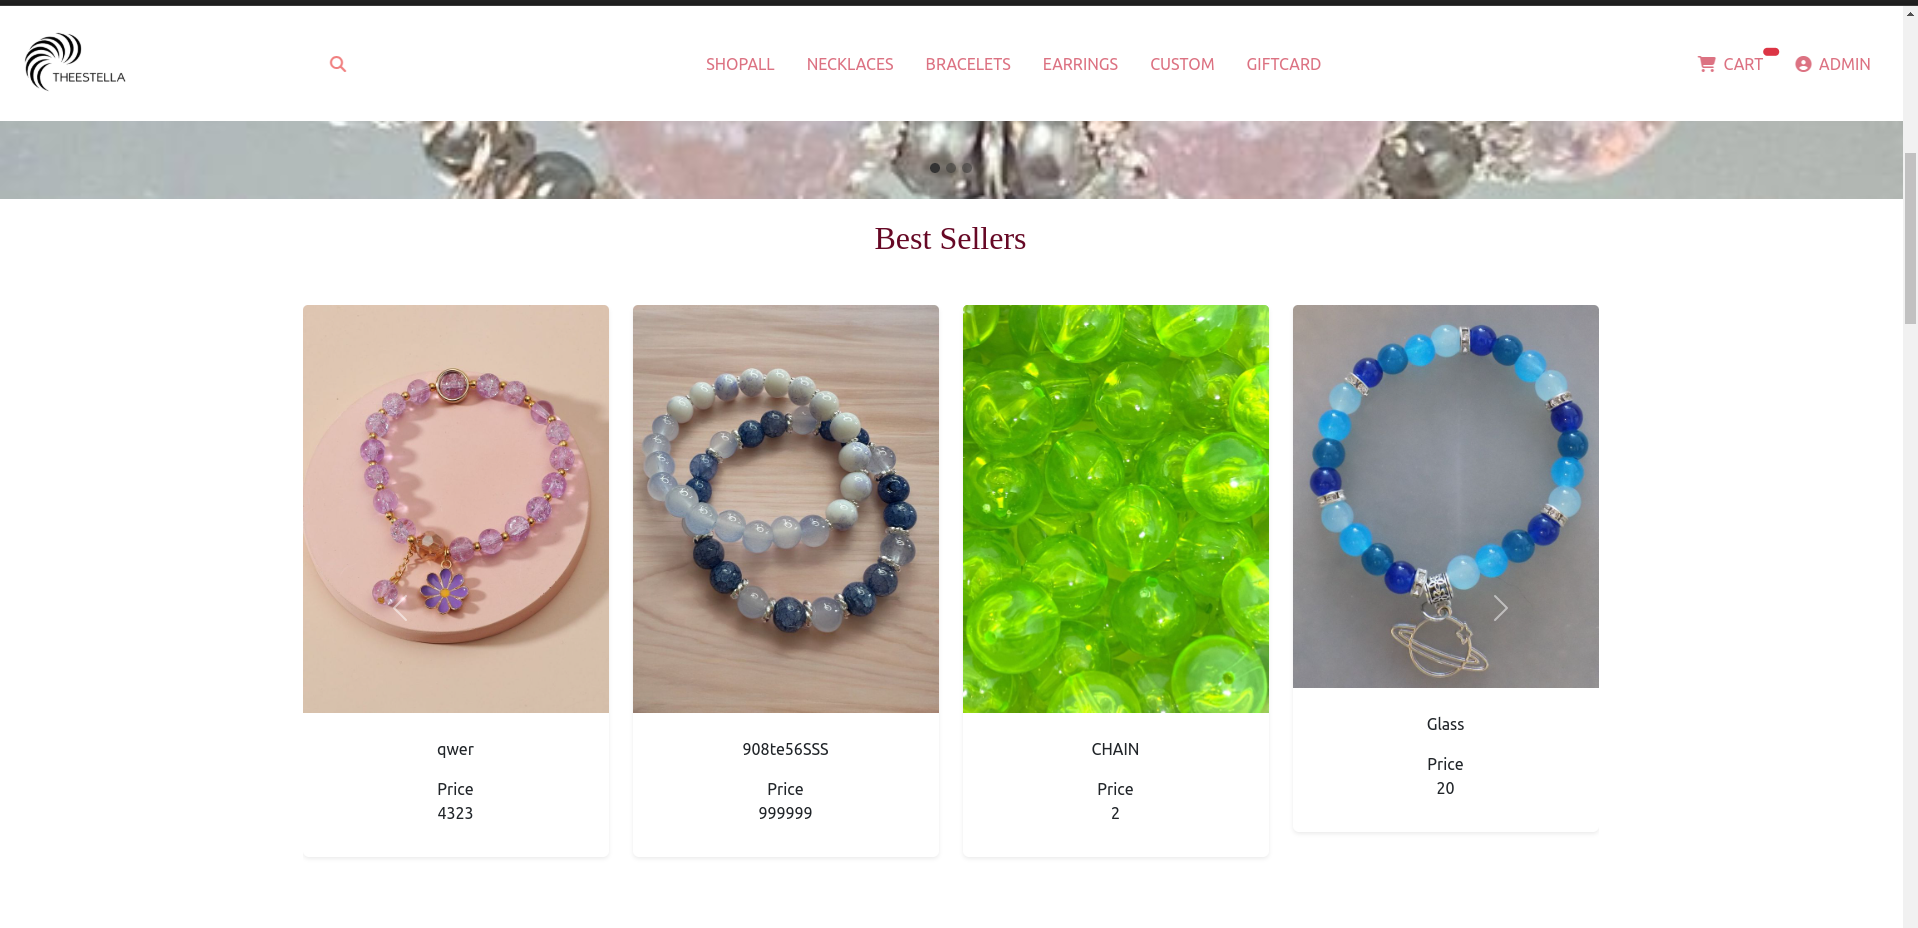 THEESTELLA
SHOPALL NECKLACES BRACELETS EARRINGS CUSTOM GIFTCARD
CART ADMIN
Best Sellers
qwer
Price
4323
908te56SSS
Price
999999
CHAIN
Price
2
Glass
Price
20